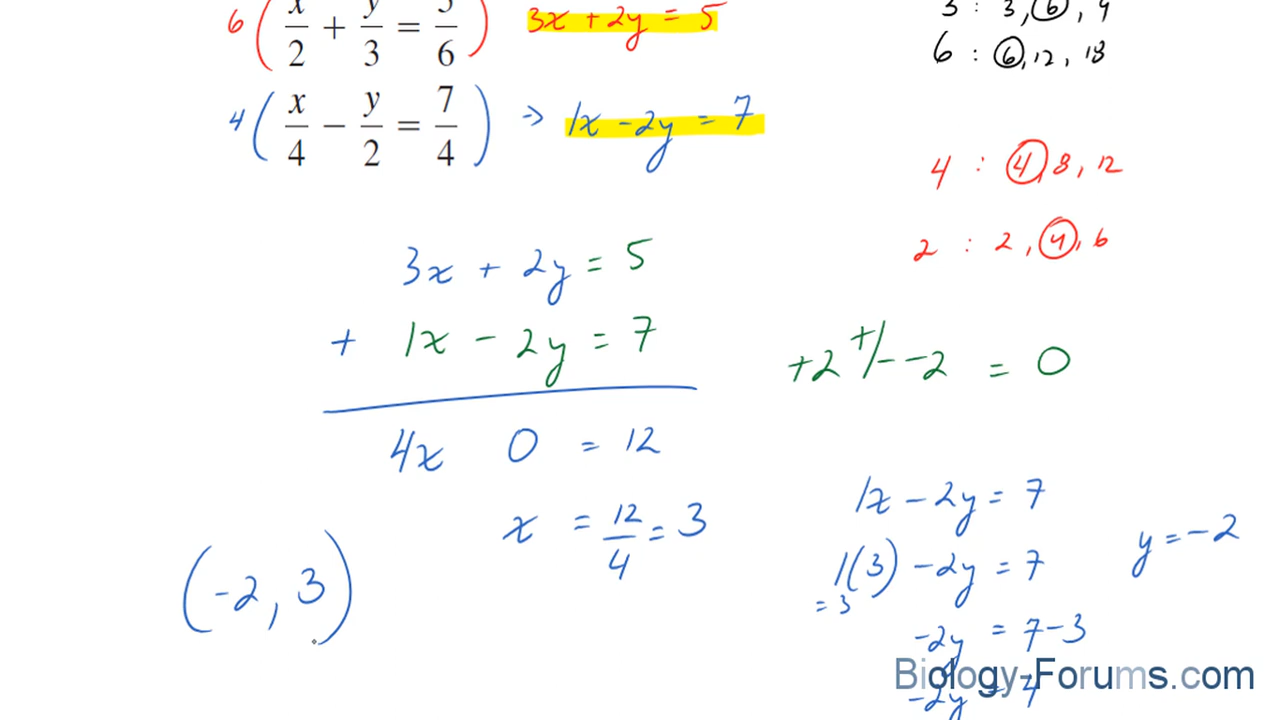 6 ( x/2 + y/3 = 5/6 ) 3x + 2y = 5
3 : 3, 6, 9
6 : 6, 12, 18
4 ( x/4 − y/2 = 7/4 ) ⇒ 1x − 2y = 7
4 : 4, 8, 12
2 : 2, 4, 6
3x + 2y = 5
+ 1x − 2y = 7
+2 +/− −2 = 0
4x 0 = 12
x = 12/4 = 3
(-2, 3)
1x − 2y = 7
1(3) − 2y = 7
= 3
y = −2
-2y = 7 − 3
-2y = 4
Biology-Forums.com